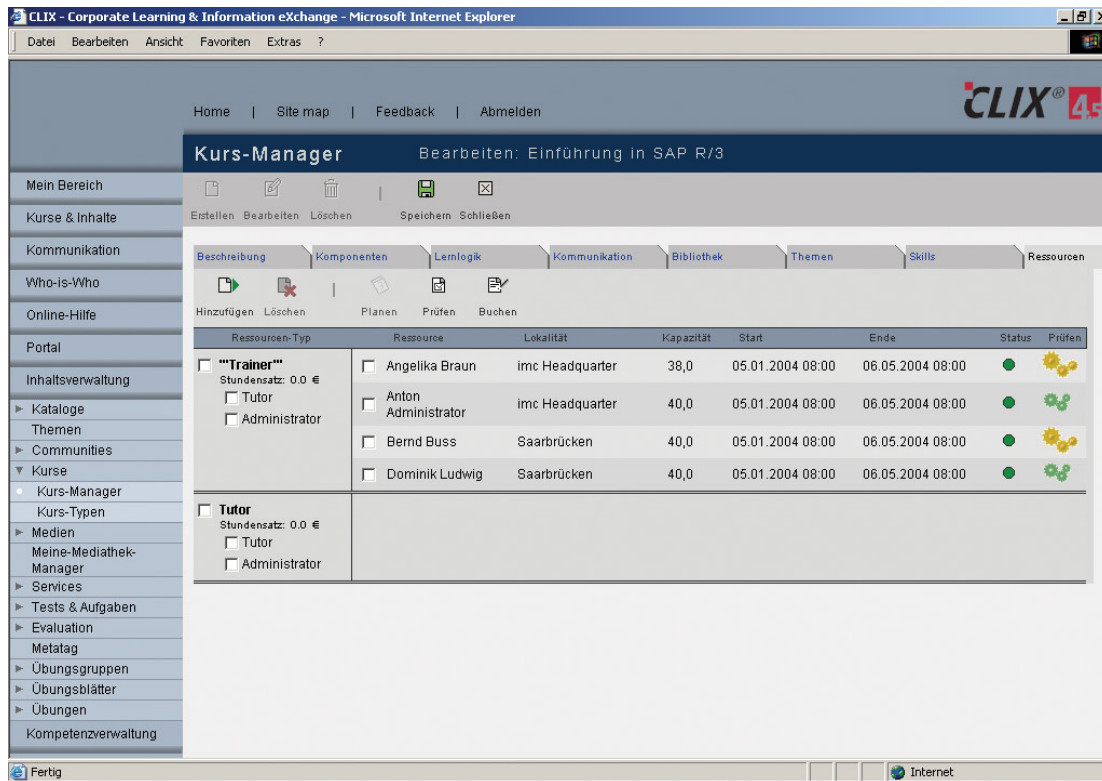 CLIX - Corporate Learning & Information eXchange - Microsoft Internet Explorer
Datei Bearbeiten Ansicht Favoriten Extras ?
CLIX® 4.5
Home | Site map | Feedback | Abmelden
Kurs-Manager Bearbeiten: Einführung in SAP R/3
Mein Bereich
Kurse & Inhalte
Kommunikation
Who-is-Who
Online-Hilfe
Portal
Inhaltsverwaltung
Kataloge
Themen
Communities
Kurse
Kurs-Manager
Kurs-Typen
Medien
Meine-Mediathek-
Manager
Services
Tests & Aufgaben
Evaluation
Metatag
Übungsgruppen
Übungsblätter
Übungen
Kompetenzverwaltung
Erstellen Bearbeiten Löschen | Speichern Schließen
Beschreibung Komponenten Lernlogik Kommunikation Bibliothek Themen Skills Ressourcen
Hinzufügen Löschen | Planen Prüfen Buchen
Ressourcen-Typ Ressource Lokalität Kapazität Start Ende Status Prüfen
"'Trainer'"
Stundensatz: 0.0 €
Tutor
Administrator
Angelika Braun imc Headquarter 38,0 05.01.2004 08:00 06.05.2004 08:00
Anton
Administrator imc Headquarter 40,0 05.01.2004 08:00 06.05.2004 08:00
Bernd Buss Saarbrücken 40,0 05.01.2004 08:00 06.05.2004 08:00
Dominik Ludwig Saarbrücken 40,0 05.01.2004 08:00 06.05.2004 08:00
Tutor
Stundensatz: 0.0 €
Tutor
Administrator
Fertig Internet